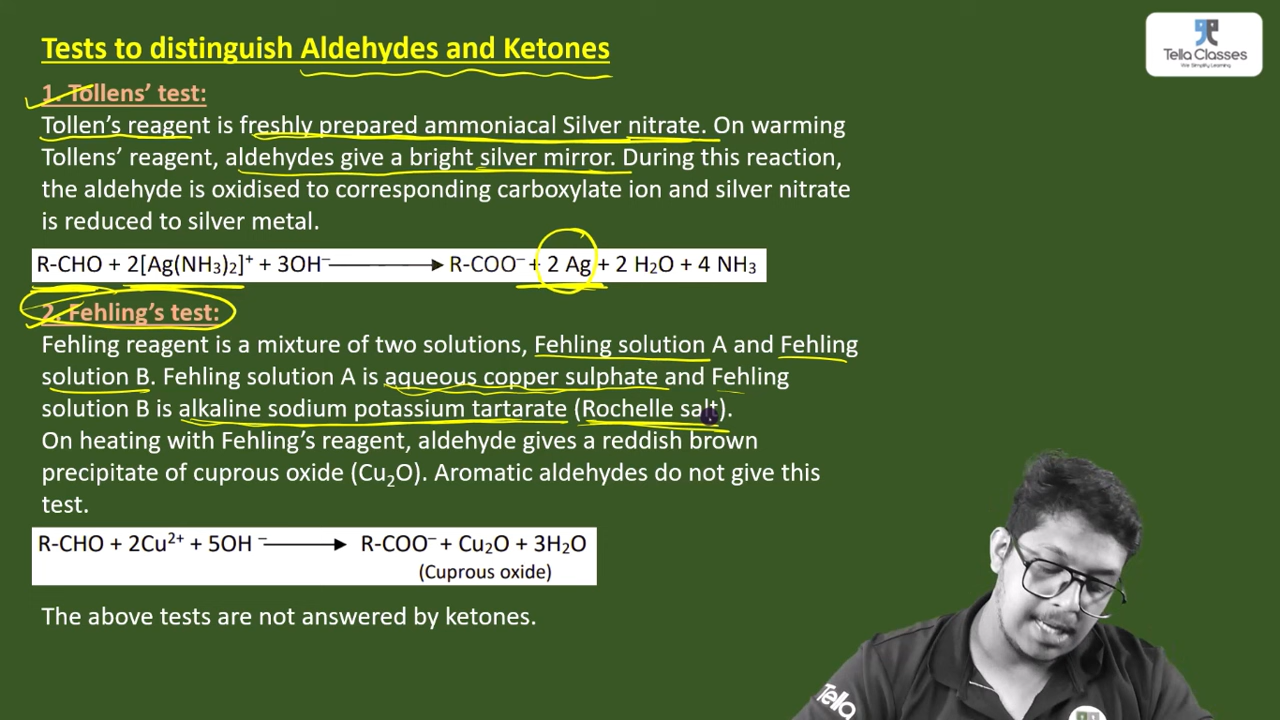 Tests to distinguish Aldehydes and Ketones
Tella Classes
We Simplify Learning
1. Tollens’ test:
Tollen’s reagent is freshly prepared ammoniacal Silver nitrate. On warming
Tollens’ reagent, aldehydes give a bright silver mirror. During this reaction,
the aldehyde is oxidised to corresponding carboxylate ion and silver nitrate
is reduced to silver metal.
R-CHO + 2[Ag(NH₃)₂]⁺ + 3OH⁻ ⟶ R-COO⁻ + 2 Ag + 2 H₂O + 4 NH₃
2. Fehling’s test:
Fehling reagent is a mixture of two solutions, Fehling solution A and Fehling
solution B. Fehling solution A is aqueous copper sulphate and Fehling
solution B is alkaline sodium potassium tartarate (Rochelle salt).
On heating with Fehling’s reagent, aldehyde gives a reddish brown
precipitate of cuprous oxide (Cu₂O). Aromatic aldehydes do not give this
test.
R-CHO + 2Cu²⁺ + 5OH⁻ ⟶ R-COO⁻ + Cu₂O + 3H₂O
(Cuprous oxide)
The above tests are not answered by ketones.
Tella